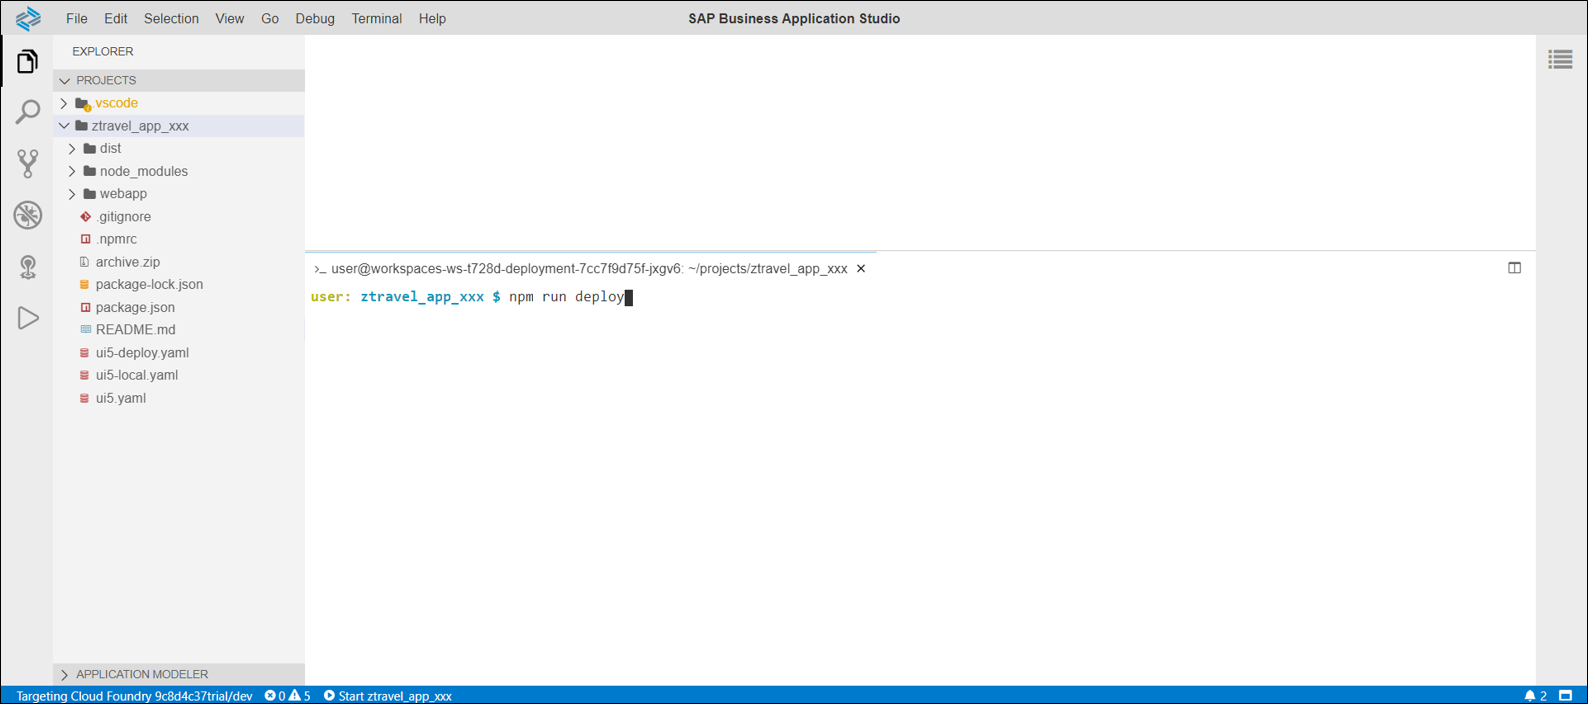 File Edit Selection View Go Debug Terminal Help
SAP Business Application Studio
EXPLORER
PROJECTS
.vscode
ztravel_app_xxx
dist
node_modules
webapp
.gitignore
.npmrc
archive.zip
package-lock.json
package.json
README.md
ui5-deploy.yaml
ui5-local.yaml
ui5.yaml
APPLICATION MODELER
>_ user@workspaces-ws-t728d-deployment-7cc7f9d75f-jxgv6: ~/projects/ztravel_app_xxx ×
user: ztravel_app_xxx $ npm run deploy
Targeting Cloud Foundry 9c8d4c37trial/dev 0 5 Start ztravel_app_xxx 2